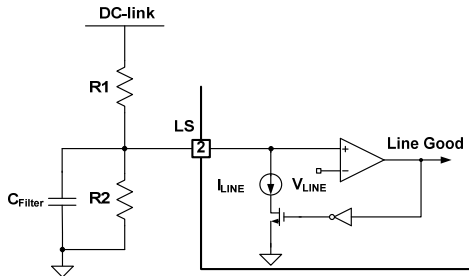 DC-link
R1
LS
2
Line Good
+
−
R2
CFilter
ILINE
VLINE